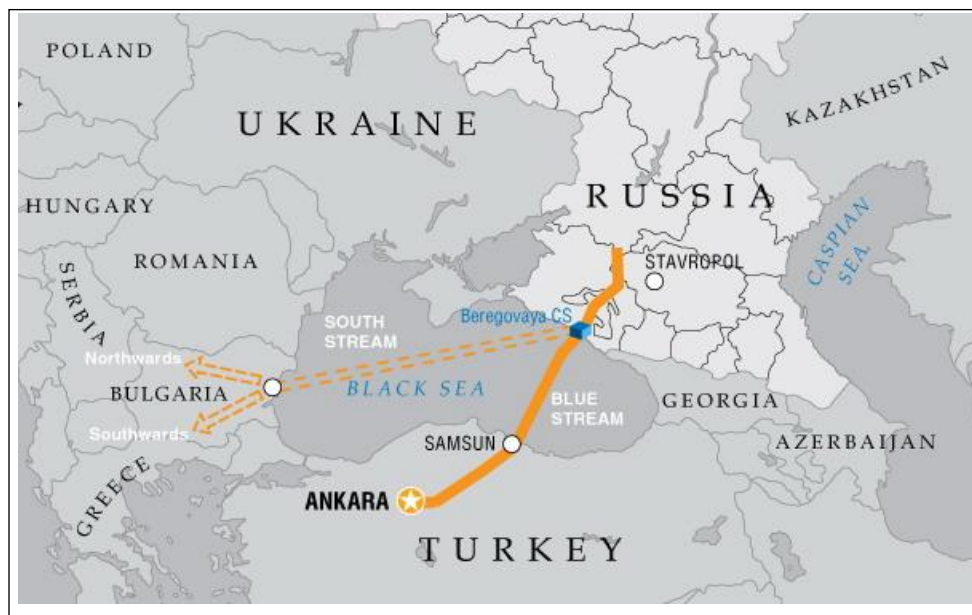 POLAND
UKRAINE
KAZAKHSTAN
RUSSIA
HUNGARY
CASPIAN
SEA.
ROMANIA
STAVROPOL
SERBIA
SOUTH
STREAM
Beregovaya CS
Northwards
BULGARIA
BLACK SEA
BLUE
STREAM
GEORGIA
Southwards
SAMSUN
AZERBAIJAN
GREECE
ANKARA
TURKEY